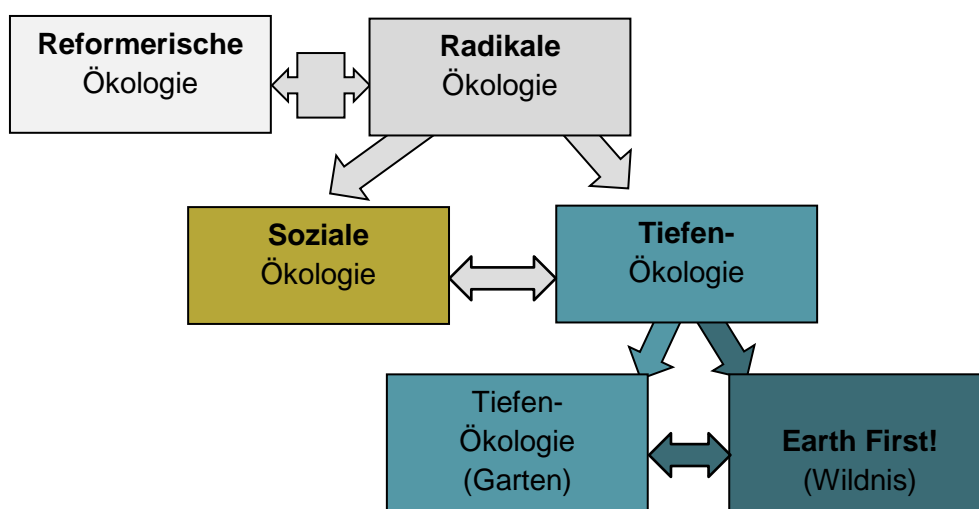 Reformerische
Ökologie
Radikale
Ökologie
Soziale
Ökologie
Tiefen-
Ökologie
Tiefen-
Ökologie
(Garten)
Earth First!
(Wildnis)